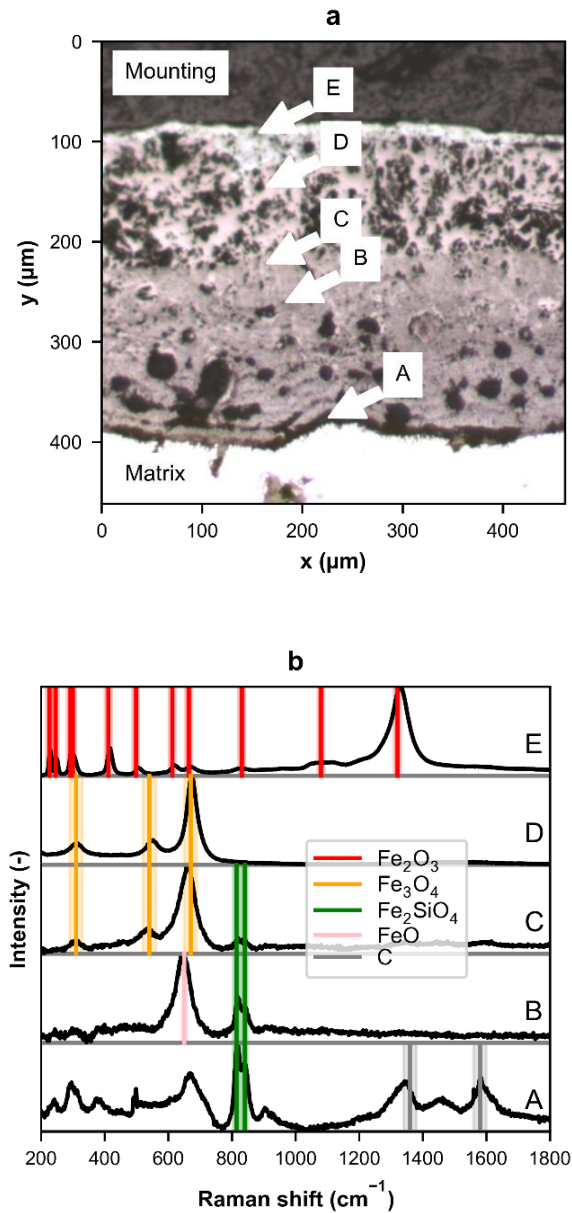 a
0
100
200
300
400
y (µm)
Mounting
E
D
C
B
A
Matrix
0 100 200 300 400
x (µm)
b
E
D
C
B
A
Fe₂O₃
Fe₃O₄
Fe₂SiO₄
FeO
C
Intensity (-)
200 400 600 800 1000 1200 1400 1600 1800
Raman shift (cm⁻¹)